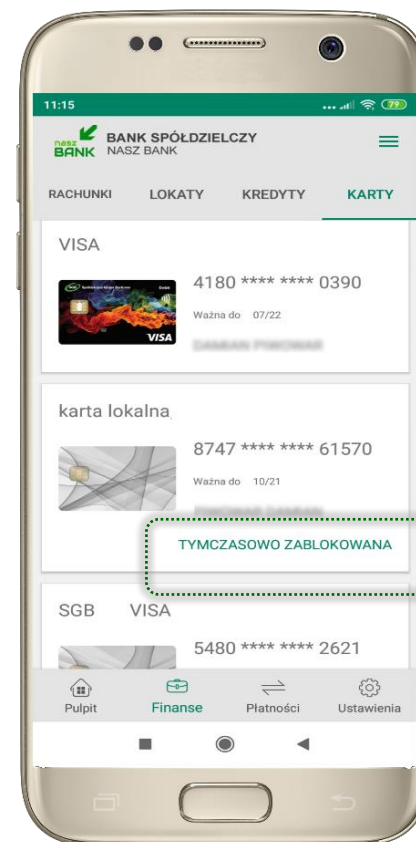 11:15
79
nasz BANK
BANK SPÓŁDZIELCZY
NASZ BANK
RACHUNKI LOKATY KREDYTY KARTY
VISA
4180 **** **** 0390
Ważna do 07/22
VISA
karta lokalna
8747 **** **** 61570
Ważna do 10/21
TYMCZASOWO ZABLOKOWANA
SGB VISA
5480 **** **** 2621
Pulpit Finanse Płatności Ustawienia